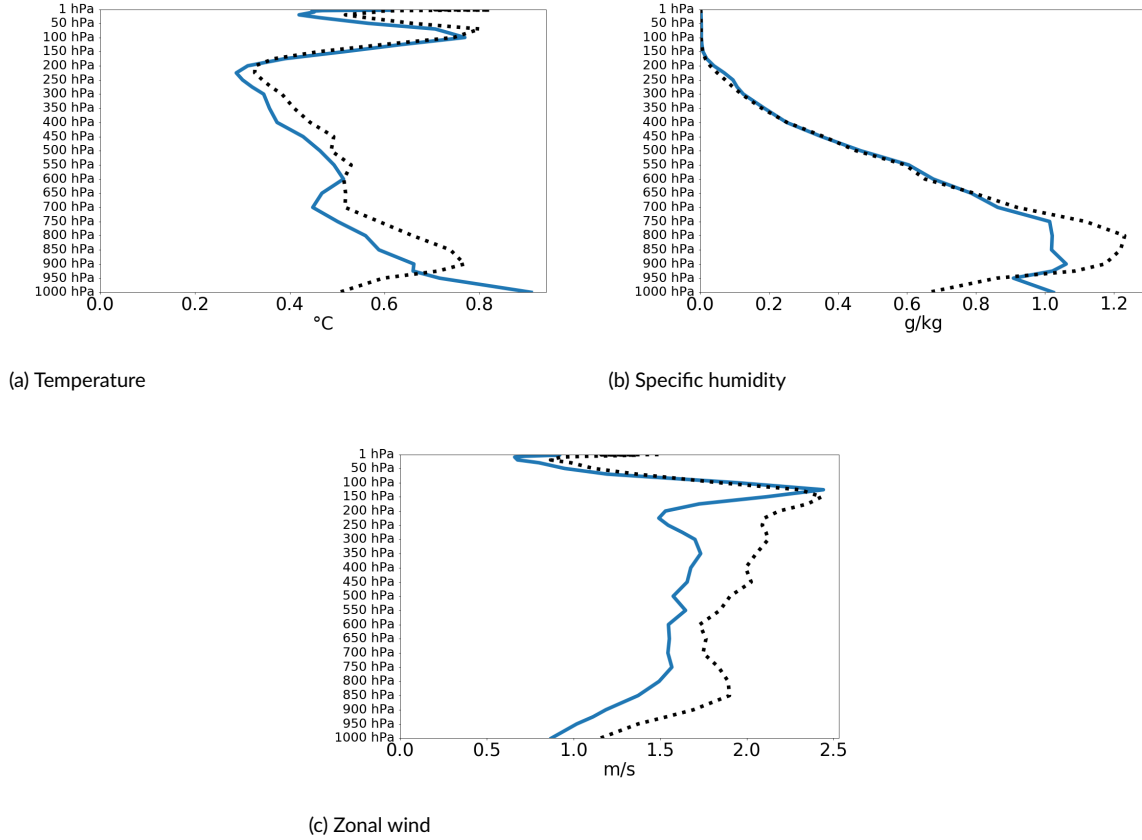 1 hPa
50 hPa
100 hPa
150 hPa
200 hPa
250 hPa
300 hPa
350 hPa
400 hPa
450 hPa
500 hPa
550 hPa
600 hPa
650 hPa
700 hPa
750 hPa
800 hPa
850 hPa
900 hPa
950 hPa
1000 hPa
0.0 0.2 0.4 0.6 0.8
°C
(a) Temperature
1 hPa
50 hPa
100 hPa
150 hPa
200 hPa
250 hPa
300 hPa
350 hPa
400 hPa
450 hPa
500 hPa
550 hPa
600 hPa
650 hPa
700 hPa
750 hPa
800 hPa
850 hPa
900 hPa
950 hPa
1000 hPa
0.0 0.2 0.4 0.6 0.8 1.0 1.2
g/kg
(b) Specific humidity
1 hPa
50 hPa
100 hPa
150 hPa
200 hPa
250 hPa
300 hPa
350 hPa
400 hPa
450 hPa
500 hPa
550 hPa
600 hPa
650 hPa
700 hPa
750 hPa
800 hPa
850 hPa
900 hPa
950 hPa
1000 hPa
0.0 0.5 1.0 1.5 2.0 2.5
m/s
(c) Zonal wind